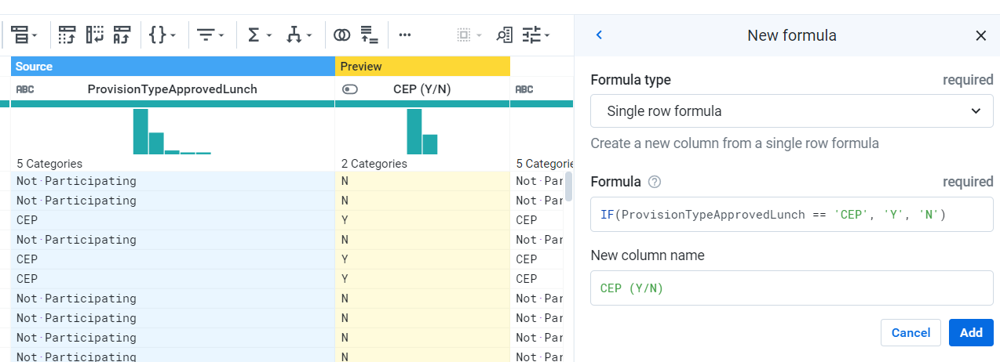 New formula
Source
Preview
ABC ProvisionTypeApprovedLunch
CEP (Y/N)
ABC
5 Categories
2 Categories
5 Categorie
Not·Participating N Not·Par
Not·Participating N Not·Par
CEP Y CEP
Not·Participating N Not·Par
CEP Y CEP
CEP Y CEP
Not·Participating N Not·Par
Not·Participating N Not·Par
Not·Participating N Not·Par
Not·Participating N Not·Par
Formula type required
Single row formula
Create a new column from a single row formula
Formula required
IF(ProvisionTypeApprovedLunch == 'CEP', 'Y', 'N')
New column name
CEP (Y/N)
Cancel Add